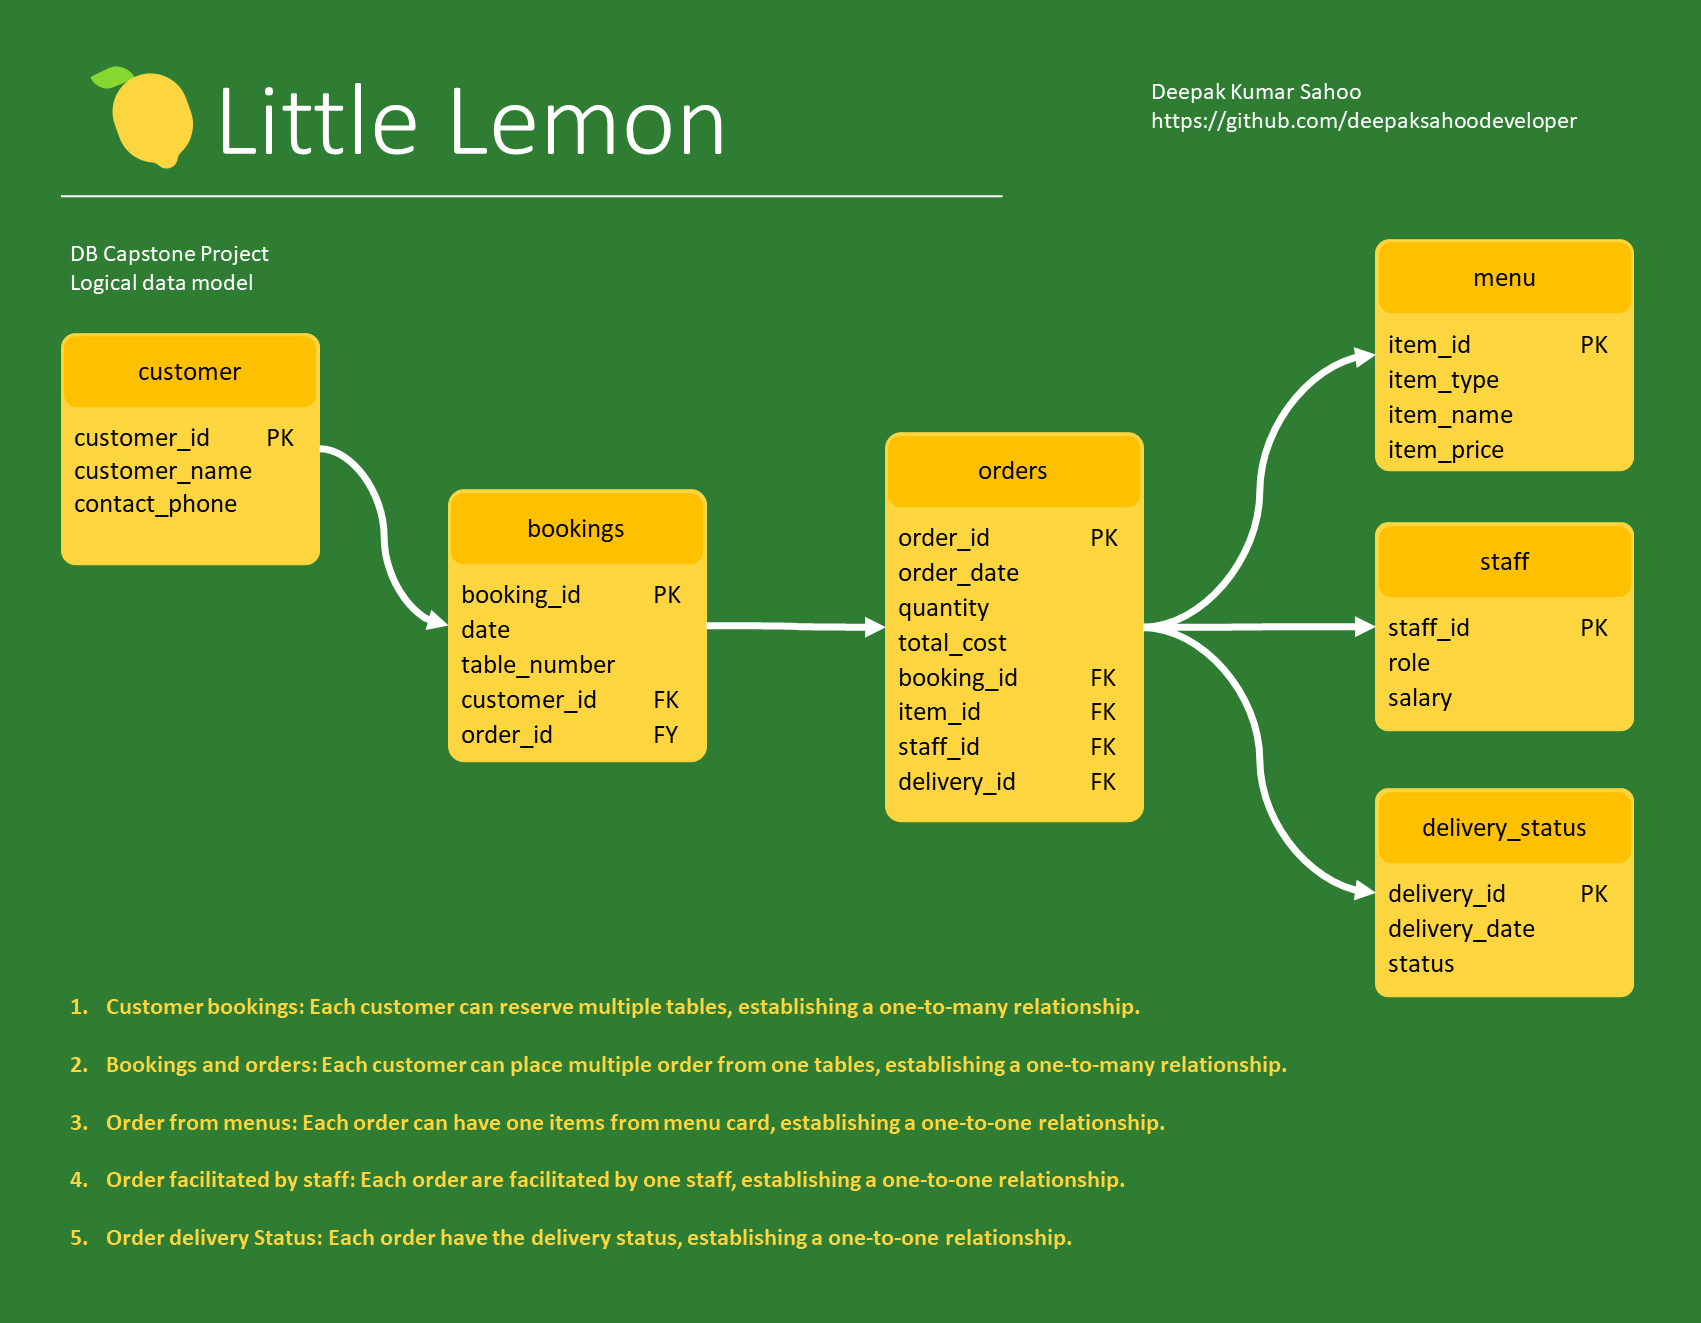 Little Lemon
Deepak Kumar Sahoo
https://github.com/deepaksahoodeveloper
DB Capstone Project
Logical data model
customer
customer_id PK
customer_name
contact_phone
bookings
booking_id PK
date
table_number
customer_id FK
order_id FY
orders
order_id PK
order_date
quantity
total_cost
booking_id FK
item_id FK
staff_id FK
delivery_id FK
menu
item_id PK
item_type
item_name
item_price
staff
staff_id PK
role
salary
delivery_status
delivery_id PK
delivery_date
status
1. Customer bookings: Each customer can reserve multiple tables, establishing a one-to-many relationship.
2. Bookings and orders: Each customer can place multiple order from one tables, establishing a one-to-many relationship.
3. Order from menus: Each order can have one items from menu card, establishing a one-to-one relationship.
4. Order facilitated by staff: Each order are facilitated by one staff, establishing a one-to-one relationship.
5. Order delivery Status: Each order have the delivery status, establishing a one-to-one relationship.